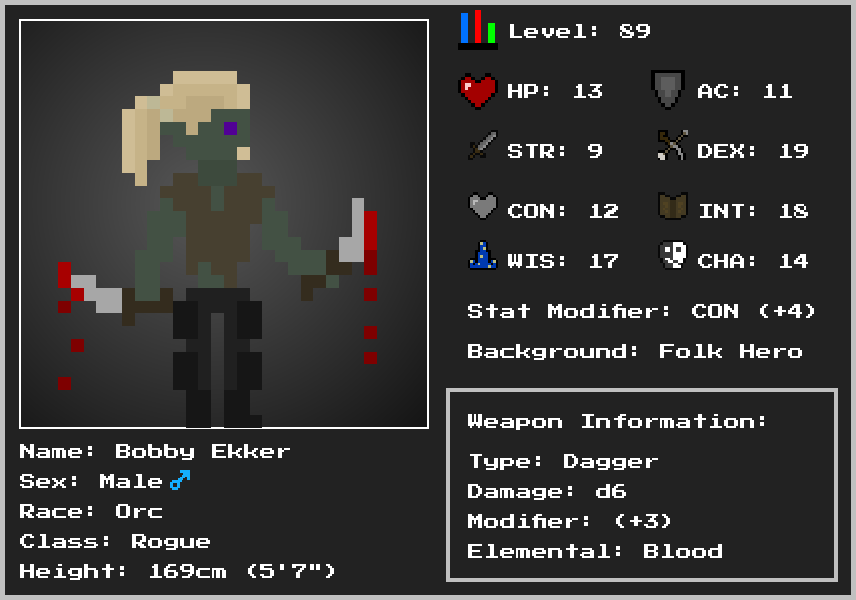 Level: 89
HP: 13
AC: 11
STR: 9
DEX: 19
CON: 12
INT: 18
WIS: 17
CHA: 14
Stat Modifier: CON (+4)
Background: Folk Hero
Weapon Information:
Type: Dagger
Damage: d6
Modifier: (+3)
Elemental: Blood
Name: Bobby Ekker
Sex: Male♂
Race: Orc
Class: Rogue
Height: 169cm (5'7")